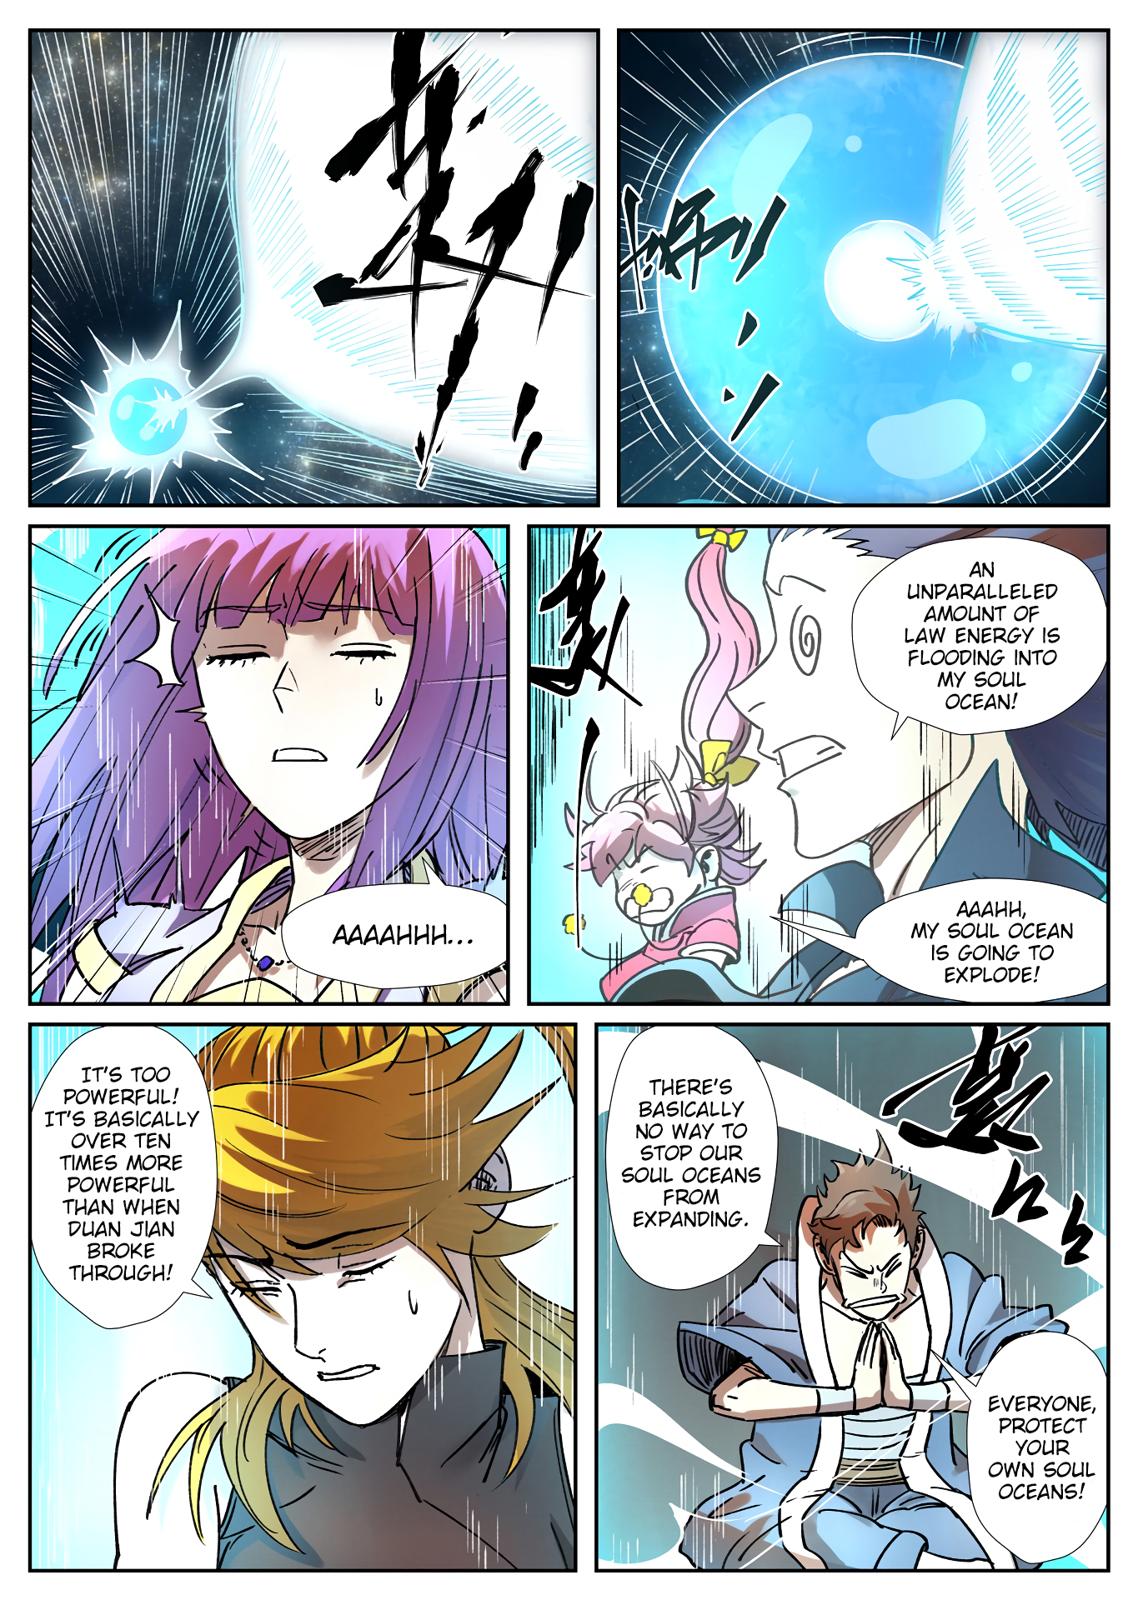 AN
UNPARALLELED
AMOUNT OF
LAW ENERGY IS
FLOODING INTO
MY SOUL
OCEAN!
AAAAHHH...
AAAHH,
MY SOUL OCEAN
IS GOING TO
EXPLODE!
IT'S TOO
POWERFUL!
IT'S BASICALLY
OVER TEN
TIMES MORE
POWERFUL
THAN WHEN
DUAN JIAN
BROKE
THROUGH!
THERE'S
BASICALLY
NO WAY TO
STOP OUR
SOUL OCEANS
FROM
EXPANDING.
EVERYONE,
PROTECT
YOUR
OWN SOUL
OCEANS!